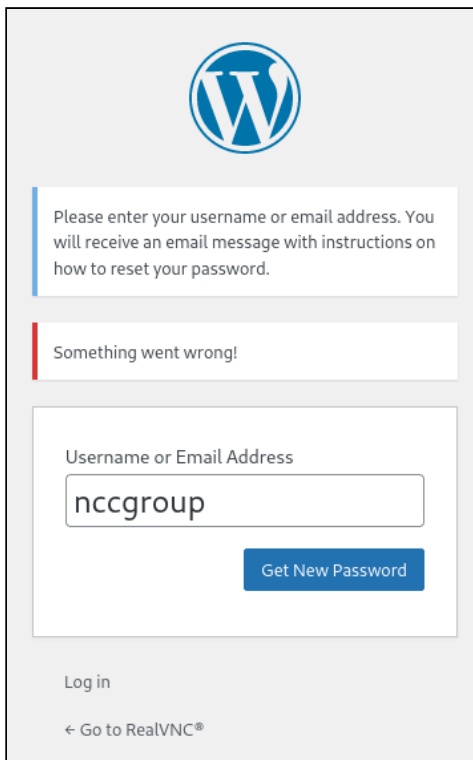 Please enter your username or email address. You
will receive an email message with instructions on
how to reset your password.
Something went wrong!
Username or Email Address
nccgroup
Get New Password
Log in
← Go to RealVNC®